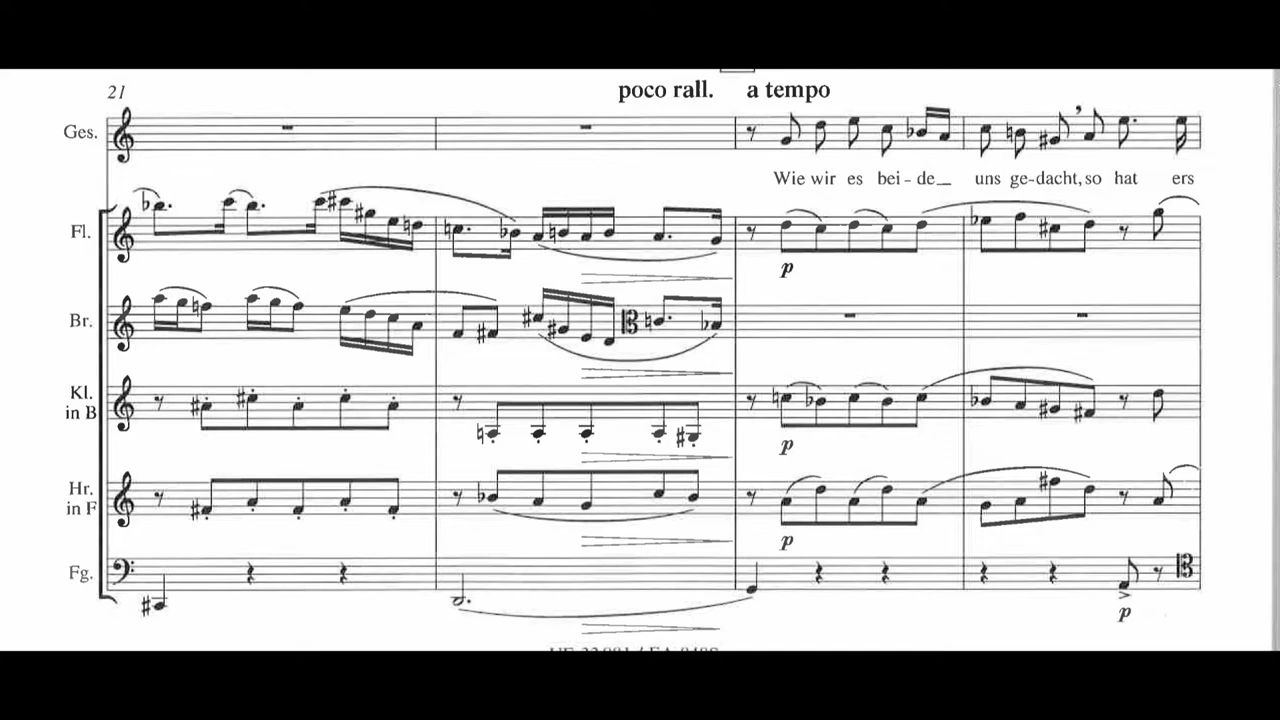 21
poco rall. a tempo
Ges.
Wie wir es bei - de_ uns ge-dacht, so hat ers
Fl.
p
Br.
Kl.
in B
p
Hr.
in F
p
Fg.
p